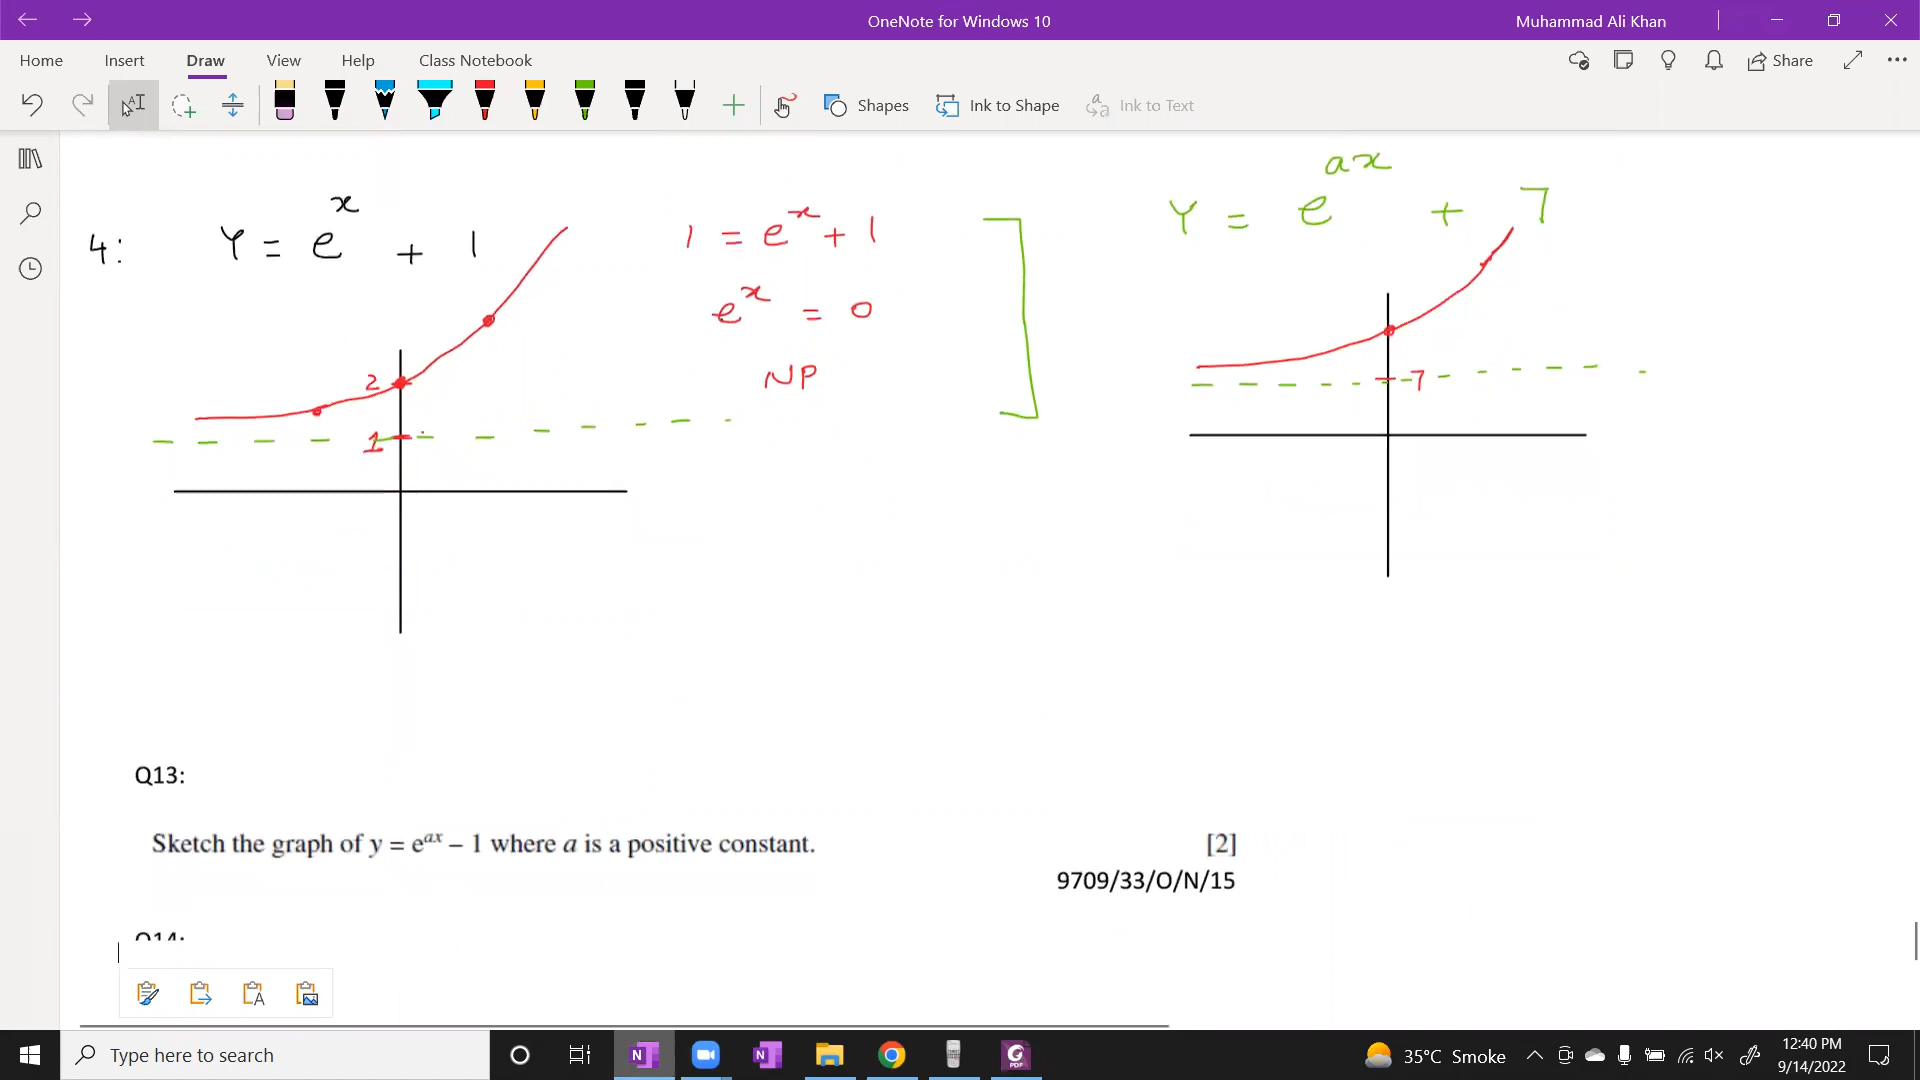 OneNote for Windows 10
Muhammad Ali Khan
Home Insert Draw View Help Class Notebook
Share
Shapes Ink to Shape Ink to Text
4: Y = e^x + 1
1 = e^x + 1
e^x = 0
NP
2
1
Y = e^ax + 7
7
Q13:
Sketch the graph of y = e^ax – 1 where a is a positive constant. [2]
9709/33/O/N/15
Q14:
Type here to search
35°C Smoke
12:40 PM
9/14/2022